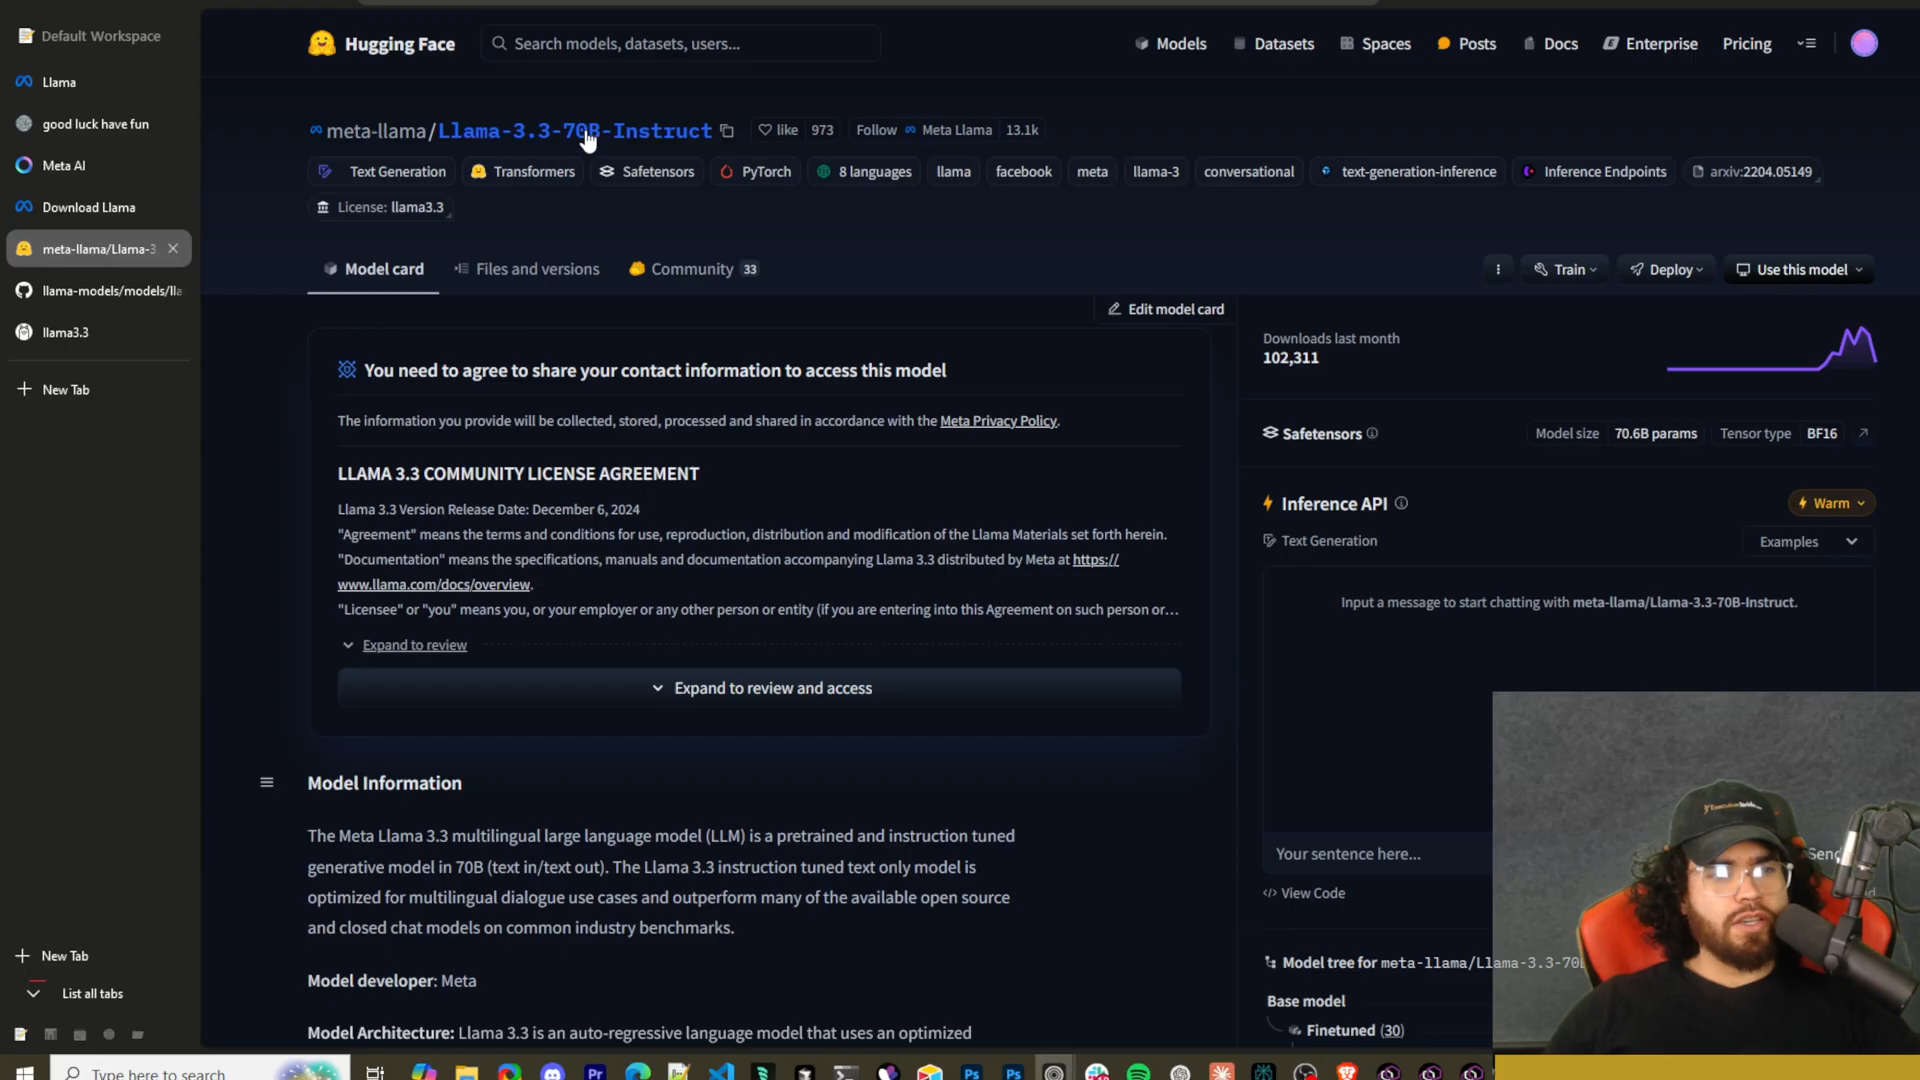 Default Workspace
Llama
good luck have fun
Meta AI
Download Llama
meta-llama/Llama-3
llama-models/models/lla
llama3.3
New Tab
New Tab
List all tabs
Hugging Face
Search models, datasets, users...
Models
Datasets
Spaces
Posts
Docs
Enterprise
Pricing
meta-llama/Llama-3.3-70B-Instruct
like 973
Follow Meta Llama 13.1k
Text Generation
Transformers
Safetensors
PyTorch
8 languages
llama
facebook
meta
llama-3
conversational
text-generation-inference
Inference Endpoints
arxiv:2204.05149
License: llama3.3
Model card
Files and versions
Community 33
Train
Deploy
Use this model
Edit model card
You need to agree to share your contact information to access this model
The information you provide will be collected, stored, processed and shared in accordance with the Meta Privacy Policy.
LLAMA 3.3 COMMUNITY LICENSE AGREEMENT
Llama 3.3 Version Release Date: December 6, 2024
"Agreement" means the terms and conditions for use, reproduction, distribution and modification of the Llama Materials set forth herein.
"Documentation" means the specifications, manuals and documentation accompanying Llama 3.3 distributed by Meta at https://
www.llama.com/docs/overview.
"Licensee" or "you" means you, or your employer or any other person or entity (if you are entering into this Agreement on such person or...
Expand to review
Expand to review and access
Model Information
The Meta Llama 3.3 multilingual large language model (LLM) is a pretrained and instruction tuned
generative model in 70B (text in/text out). The Llama 3.3 instruction tuned text only model is
optimized for multilingual dialogue use cases and outperform many of the available open source
and closed chat models on common industry benchmarks.
Model developer: Meta
Model Architecture: Llama 3.3 is an auto-regressive language model that uses an optimized
Downloads last month
102,311
Safetensors
Model size 70.6B params
Tensor type BF16
Inference API
Warm
Text Generation
Examples
Input a message to start chatting with meta-llama/Llama-3.3-70B-Instruct.
Your sentence here...
Send
View Code
Model tree for meta-llama/Llama-3.3-70B
Base model
Finetuned (30)
Type here to search